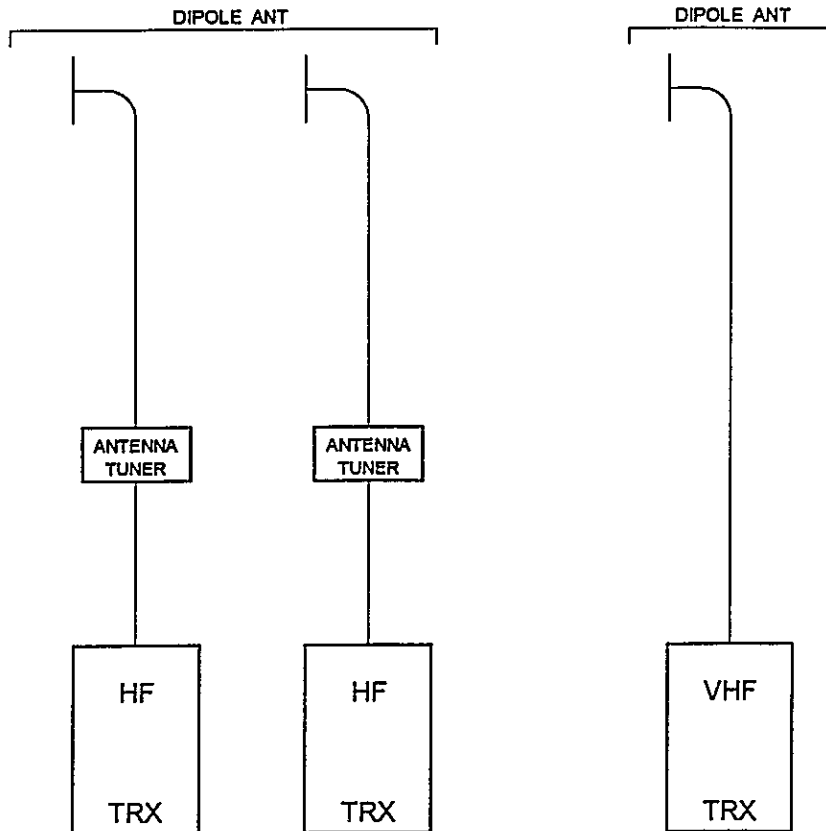 DIPOLE ANT
DIPOLE ANT
ANTENNA
TUNER
ANTENNA
TUNER
HF
TRX
HF
TRX
VHF
TRX